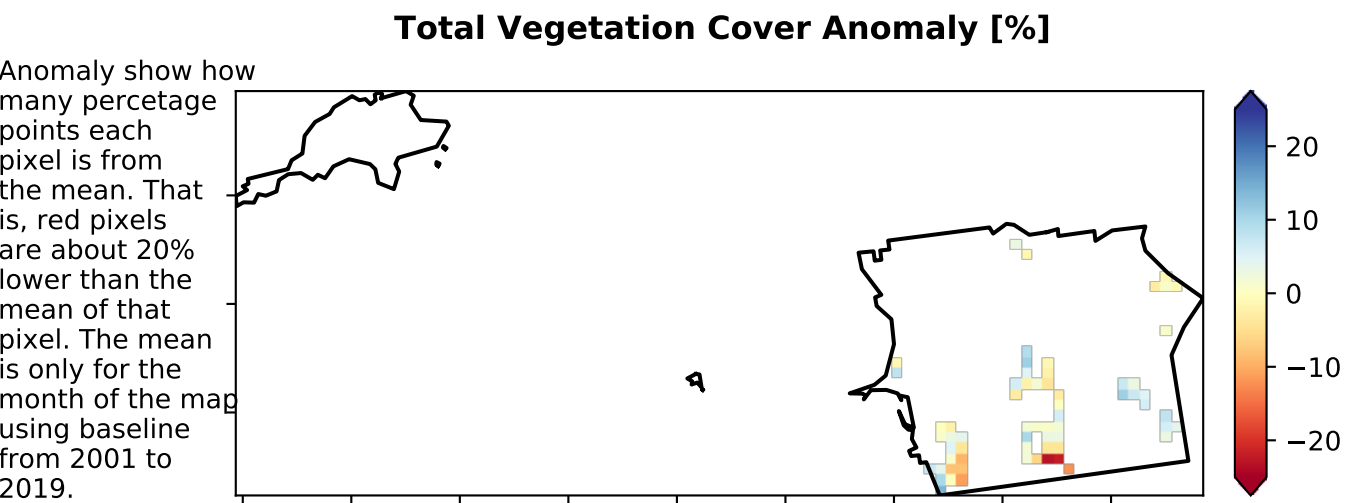 Total Vegetation Cover Anomaly [%]
Anomaly show how
many percetage
points each
pixel is from
the mean. That
is, red pixels
are about 20%
lower than the
mean of that
pixel. The mean
is only for the
month of the map
using baseline
from 2001 to
2019.
20
10
0
−10
−20